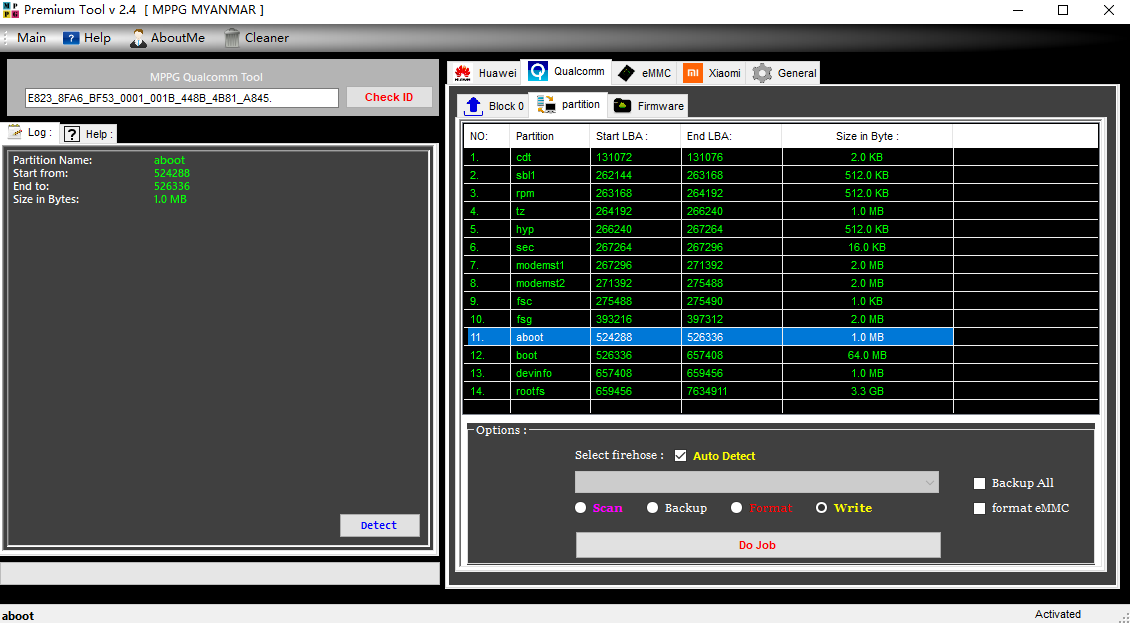 Premium Tool v 2.4 [ MPPG MYANMAR ]
Main Help AboutMe Cleaner
MPPG Qualcomm Tool
E823_8FA6_BF53_0001_001B_448B_4B81_A845.
Check ID
Log : Help :
Partition Name: aboot
Start from: 524288
End to: 526336
Size in Bytes: 1.0 MB
Detect
Huawei Qualcomm eMMC Xiaomi General
Block 0 partition Firmware
NO: Partition Start LBA : End LBA: Size in Byte :
1. cdt 131072 131076 2.0 KB
2. sbl1 262144 263168 512.0 KB
3. rpm 263168 264192 512.0 KB
4. tz 264192 266240 1.0 MB
5. hyp 266240 267264 512.0 KB
6. sec 267264 267296 16.0 KB
7. modemst1 267296 271392 2.0 MB
8. modemst2 271392 275488 2.0 MB
9. fsc 275488 275490 1.0 KB
10. fsg 393216 397312 2.0 MB
11. aboot 524288 526336 1.0 MB
12. boot 526336 657408 64.0 MB
13. devinfo 657408 659456 1.0 MB
14. rootfs 659456 7634911 3.3 GB
Options :
Select firehose : Auto Detect
Backup All
Scan Backup Format Write
format eMMC
Do Job
aboot
Activated